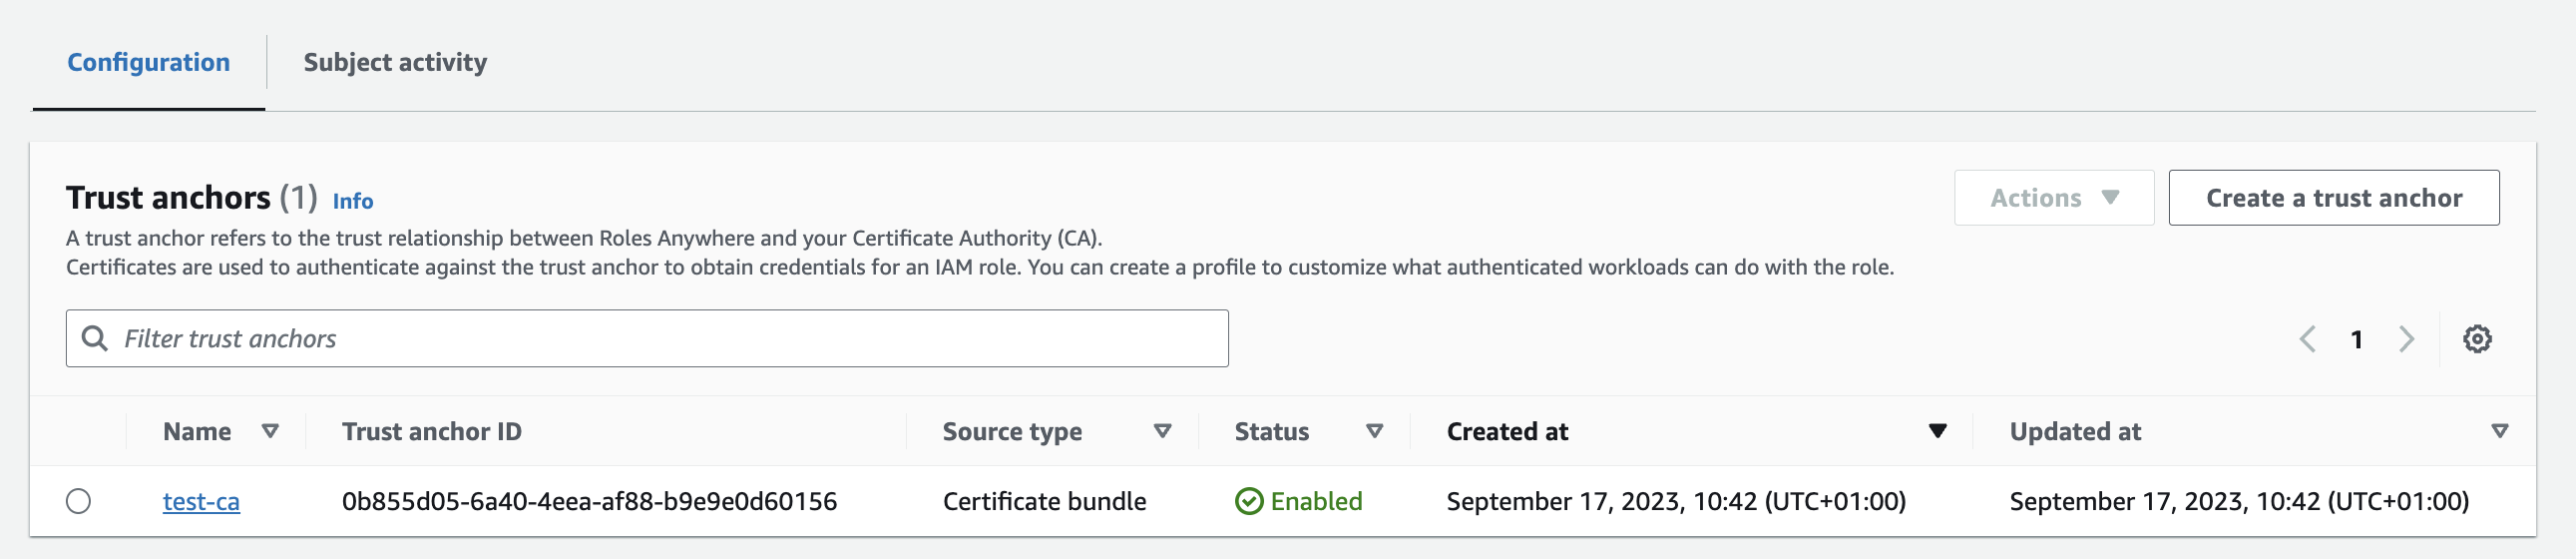 Configuration
Subject activity
Trust anchors (1) Info
Actions
Create a trust anchor
A trust anchor refers to the trust relationship between Roles Anywhere and your Certificate Authority (CA).
Certificates are used to authenticate against the trust anchor to obtain credentials for an IAM role. You can create a profile to customize what authenticated workloads can do with the role.
Filter trust anchors
1
Name Trust anchor ID Source type Status Created at Updated at
test-ca 0b855d05-6a40-4eea-af88-b9e9e0d60156 Certificate bundle Enabled September 17, 2023, 10:42 (UTC+01:00) September 17, 2023, 10:42 (UTC+01:00)